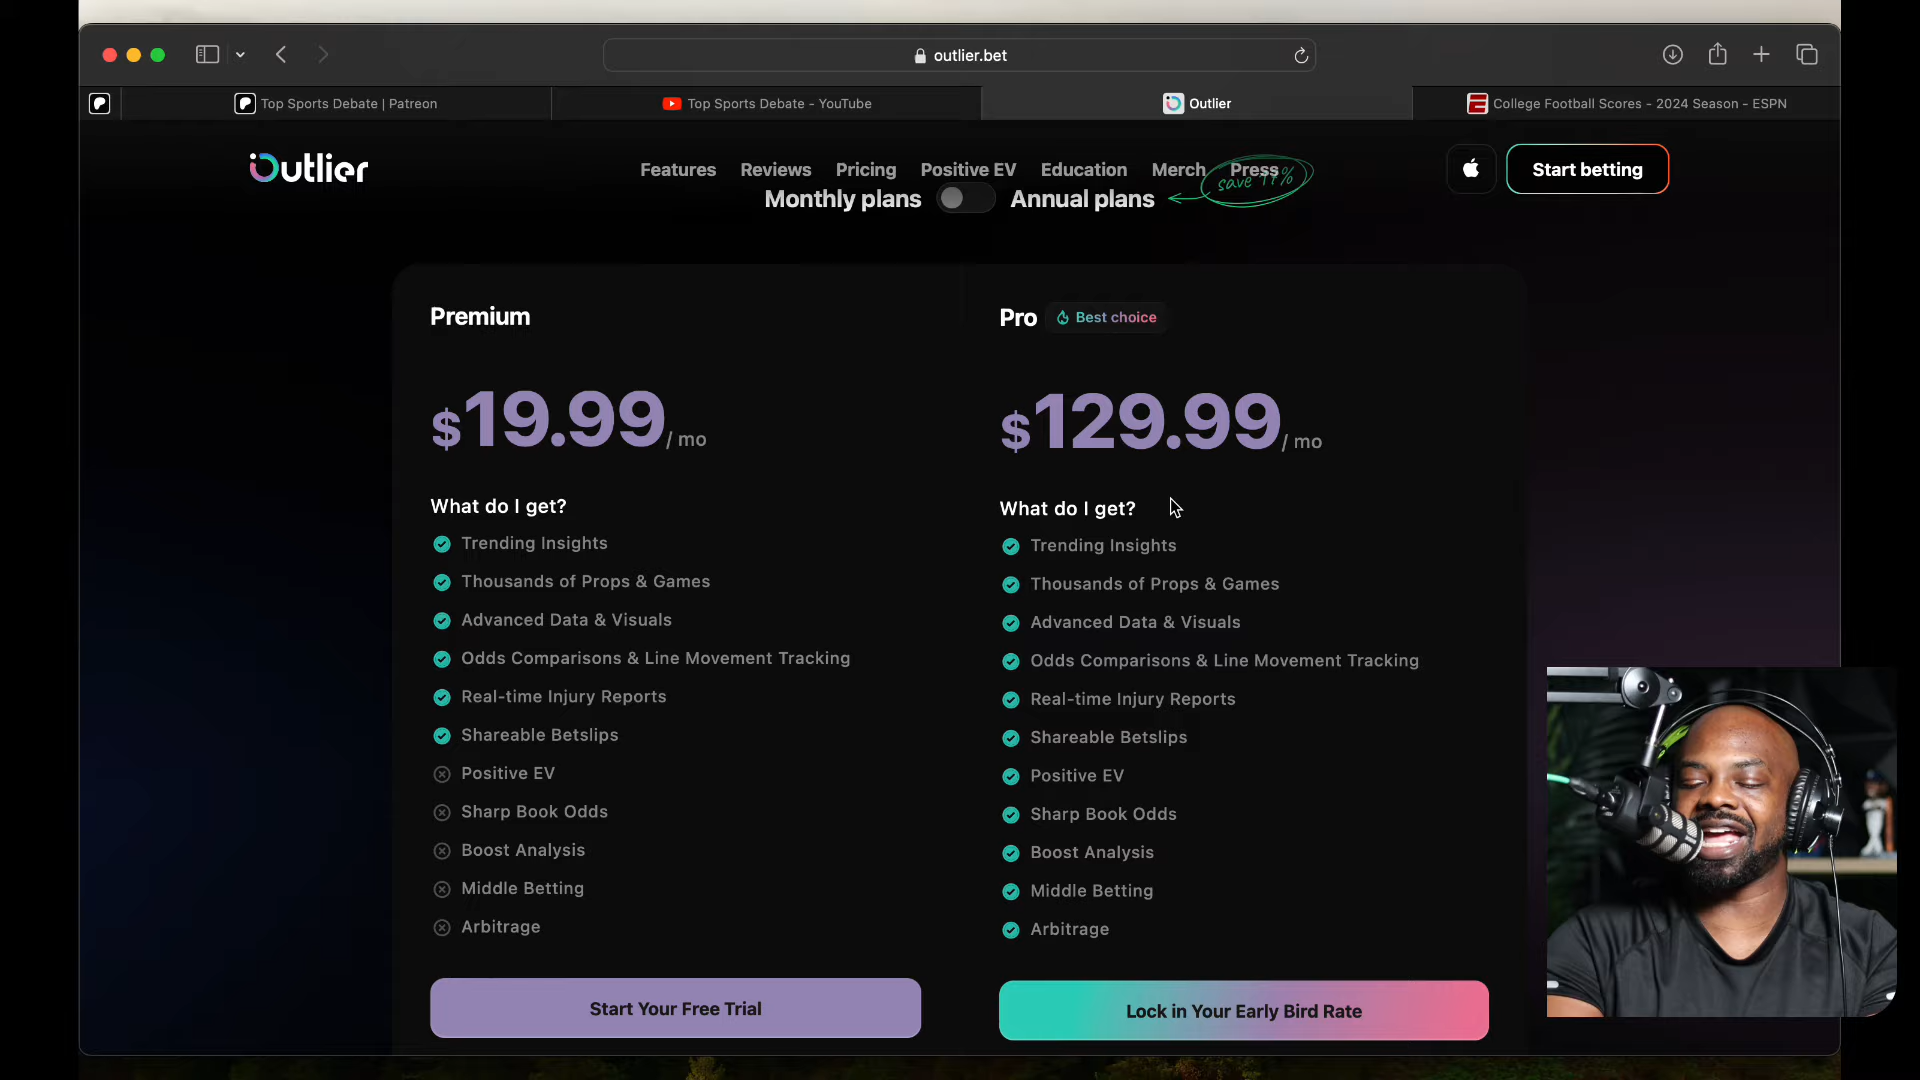 outlier.bet
Top Sports Debate | Patreon
Top Sports Debate - YouTube
Outlier
College Football Scores - 2024 Season - ESPN
Outlier
Features
Reviews
Pricing
Positive EV
Education
Merch
Press
Start betting
Monthly plans
Annual plans
save
Premium
$19.99 / mo
What do I get?
Trending Insights
Thousands of Props & Games
Advanced Data & Visuals
Odds Comparisons & Line Movement Tracking
Real-time Injury Reports
Shareable Betslips
Positive EV
Sharp Book Odds
Boost Analysis
Middle Betting
Arbitrage
Start Your Free Trial
Pro
Best choice
$129.99 / mo
What do I get?
Trending Insights
Thousands of Props & Games
Advanced Data & Visuals
Odds Comparisons & Line Movement Tracking
Real-time Injury Reports
Shareable Betslips
Positive EV
Sharp Book Odds
Boost Analysis
Middle Betting
Arbitrage
Lock in Your Early Bird Rate